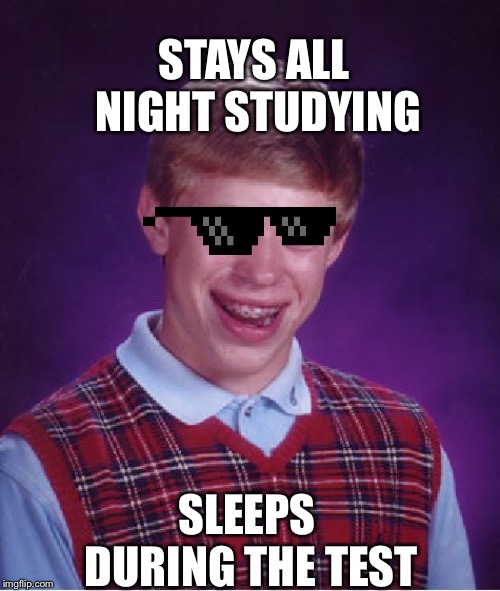 STAYS ALL
NIGHT STUDYING
SLEEPS
DURING THE TEST
imgflip.com